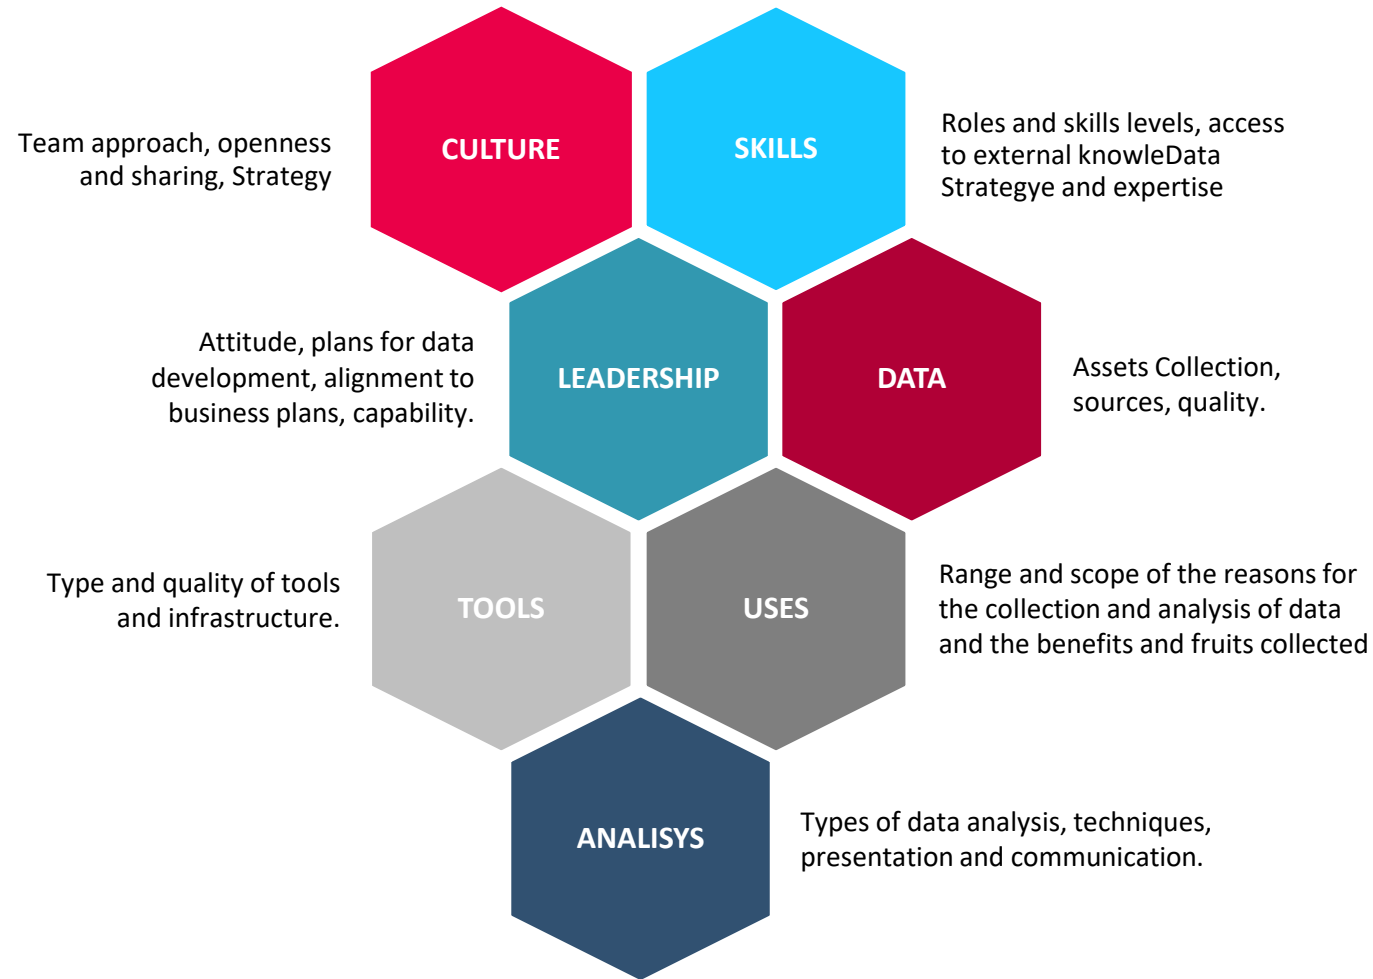 Team approach, openness
and sharing, Strategy
CULTURE
SKILLS
Roles and skills levels, access
to external knowleData
Strategye and expertise
Attitude, plans for data
development, alignment to
business plans, capability.
LEADERSHIP
DATA
Assets Collection,
sources, quality.
Type and quality of tools
and infrastructure.
TOOLS
USES
Range and scope of the reasons for
the collection and analysis of data
and the benefits and fruits collected
ANALISYS
Types of data analysis, techniques,
presentation and communication.